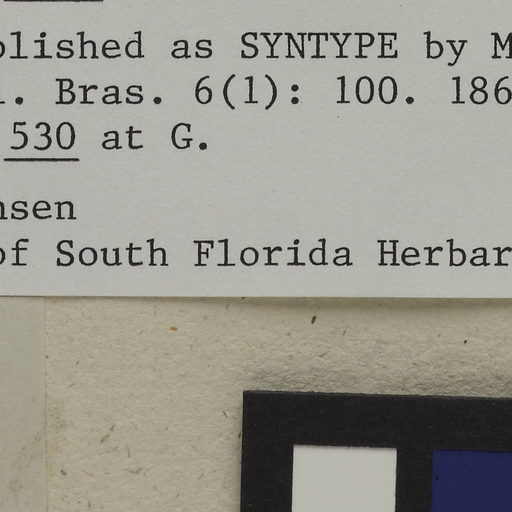 blished as SYNTYPE by M
l. Bras. 6(1): 100. 186
530 at G.
nsen
of South Florida Herbar